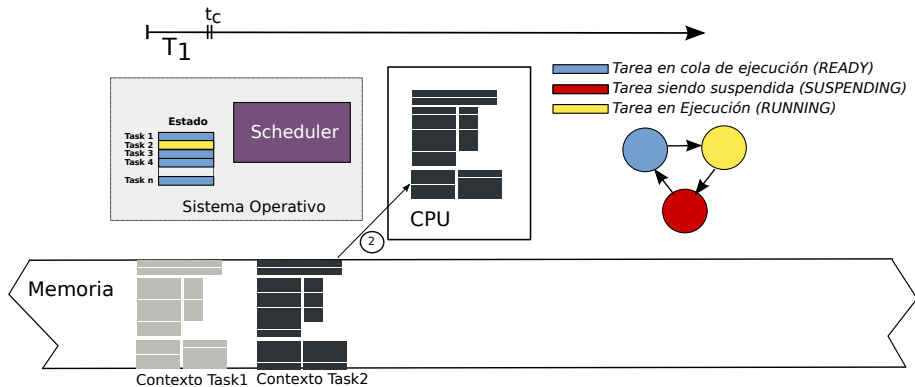 tc
T1
Tarea en cola de ejecución (READY)
Tarea siendo suspendida (SUSPENDING)
Tarea en Ejecución (RUNNING)
Estado
Task 1
Task 2
Task 3
Task 4
Task n
Scheduler
Sistema Operativo
CPU
2
Memoria
Contexto Task1
Contexto Task2